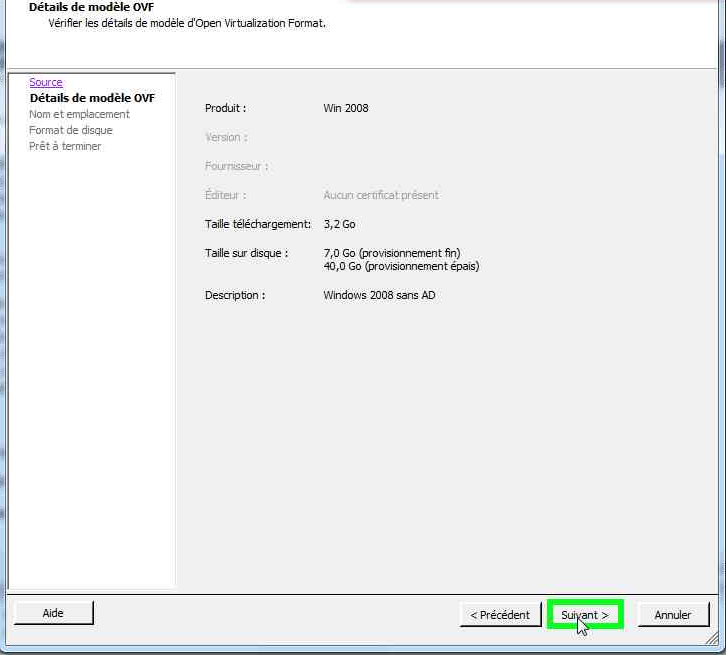 Détails de modèle OVF
Vérifier les détails de modèle d'Open Virtualization Format.
Source
Détails de modèle OVF
Nom et emplacement
Format de disque
Prêt à terminer
Produit : Win 2008
Version :
Fournisseur :
Éditeur : Aucun certificat présent
Taille téléchargement: 3,2 Go
Taille sur disque : 7,0 Go (provisionnement fin)
40,0 Go (provisionnement épais)
Description : Windows 2008 sans AD
Aide < Précédent Suivant > Annuler